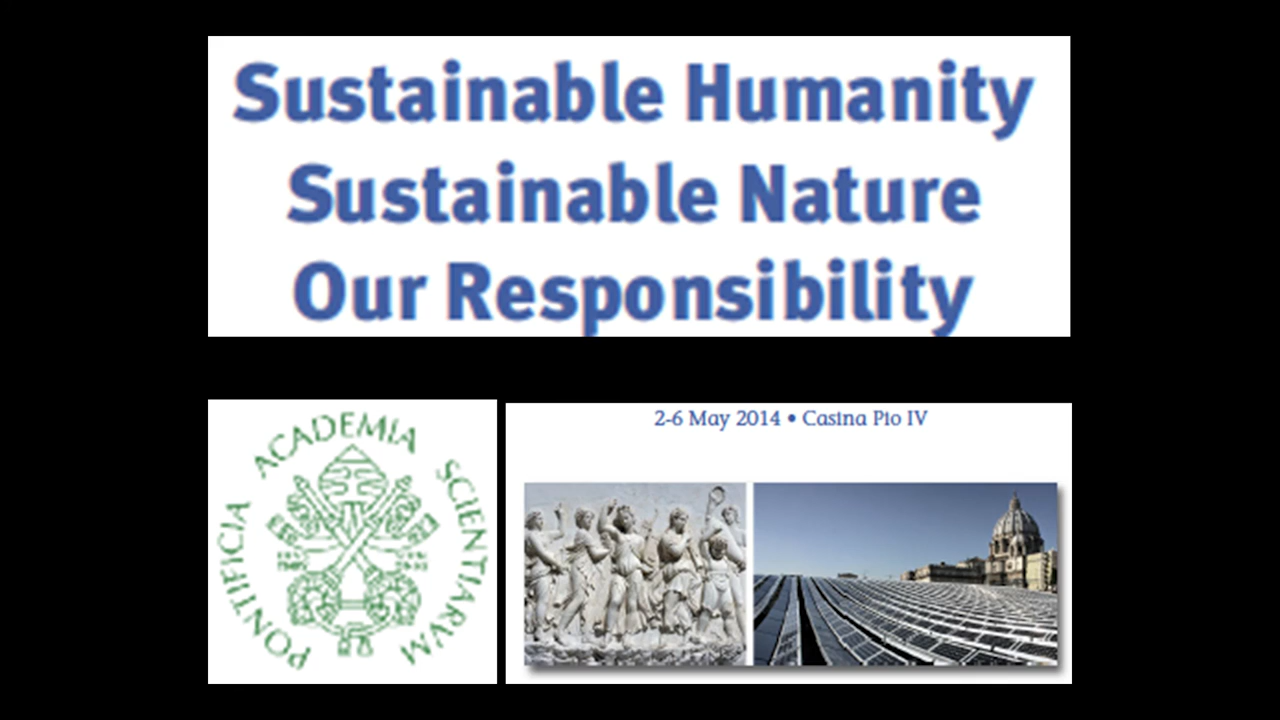 Sustainable Humanity
Sustainable Nature
Our Responsibility
PONTIFICIA ACADEMIA SCIENTIARVM
2-6 May 2014 • Casina Pio IV